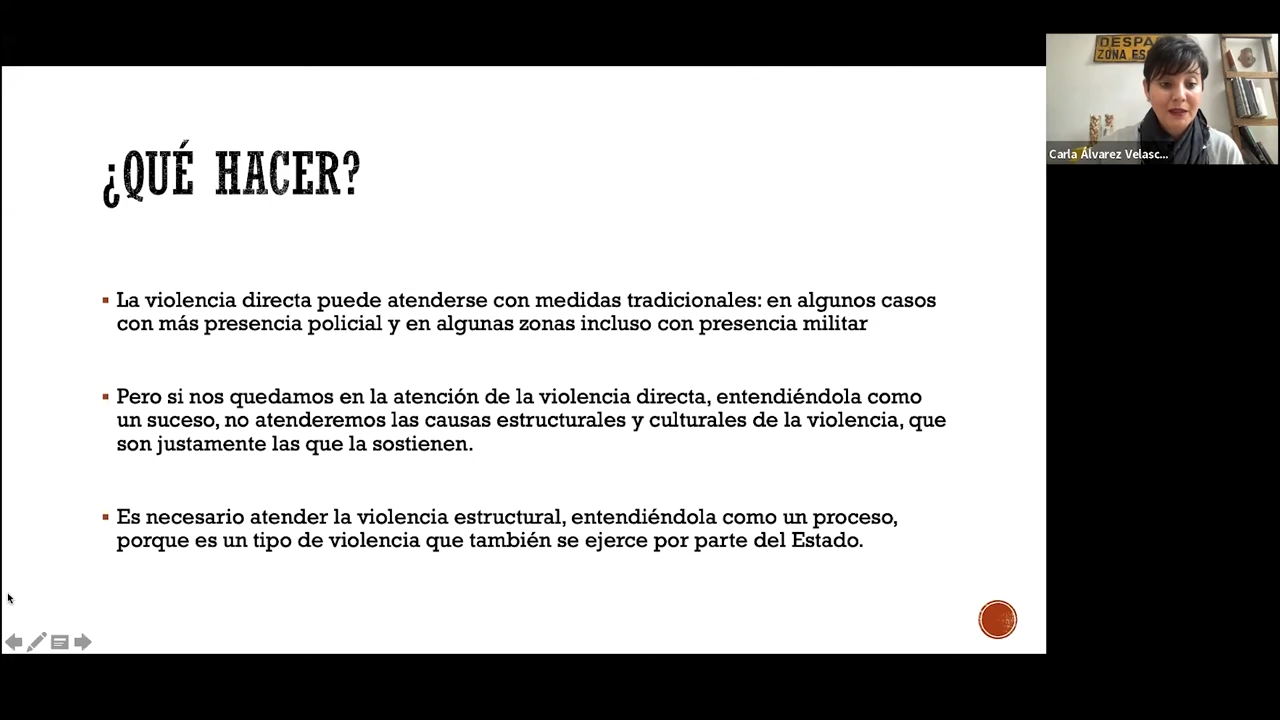 ¿QUÉ HACER?
La violencia directa puede atenderse con medidas tradicionales: en algunos casos
con más presencia policial y en algunas zonas incluso con presencia militar
Pero si nos quedamos en la atención de la violencia directa, entendiéndola como
un suceso, no atenderemos las causas estructurales y culturales de la violencia, que
son justamente las que la sostienen.
Es necesario atender la violencia estructural, entendiéndola como un proceso,
porque es un tipo de violencia que también se ejerce por parte del Estado.
DESPA
ZONA ES
Carla Álvarez Velasc...